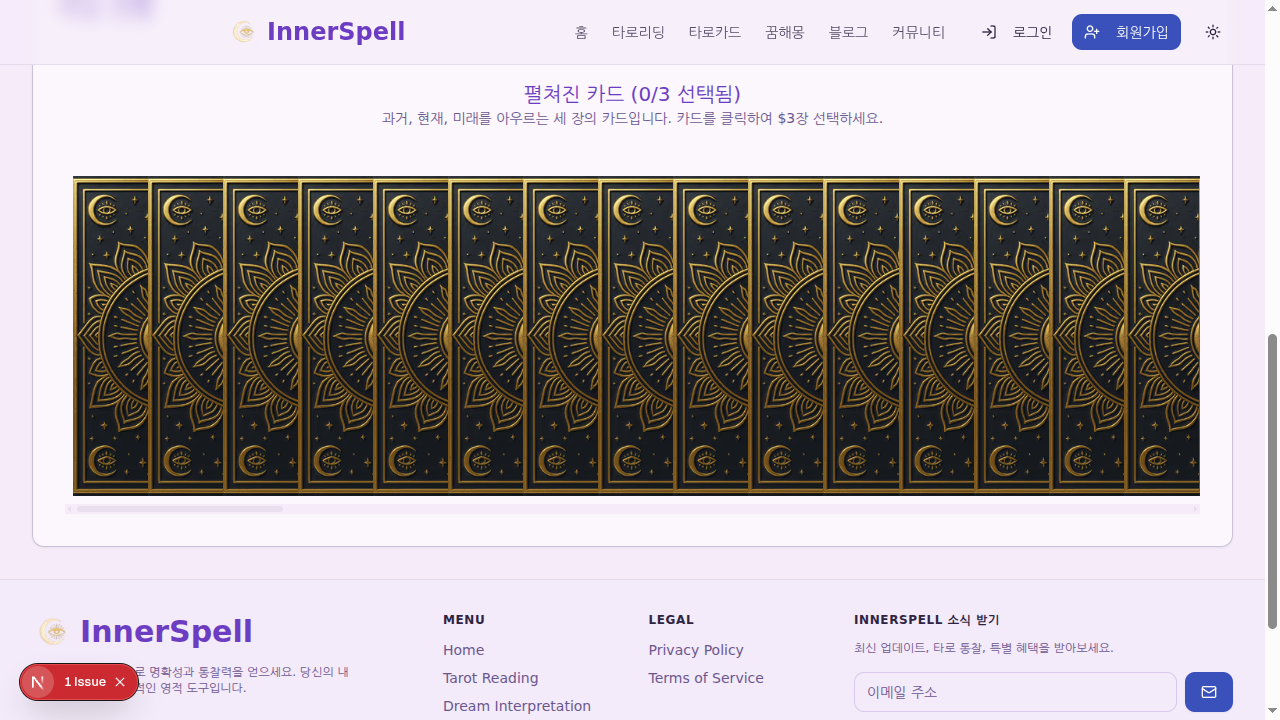 InnerSpell
홈
타로리딩
타로카드
꿈해몽
블로그
커뮤니티
로그인
회원가입
펼쳐진 카드 (0/3 선택됨)
과거, 현재, 미래를 아우르는 세 장의 카드입니다. 카드를 클릭하여 $3장 선택하세요.
InnerSpell
로 명확성과 통찰력을 얻으세요. 당신의 내
적인 영적 도구입니다.
1 Issue
MENU
Home
Tarot Reading
Dream Interpretation
LEGAL
Privacy Policy
Terms of Service
INNERSPELL 소식 받기
최신 업데이트, 타로 통찰, 특별 혜택을 받아보세요.
이메일 주소